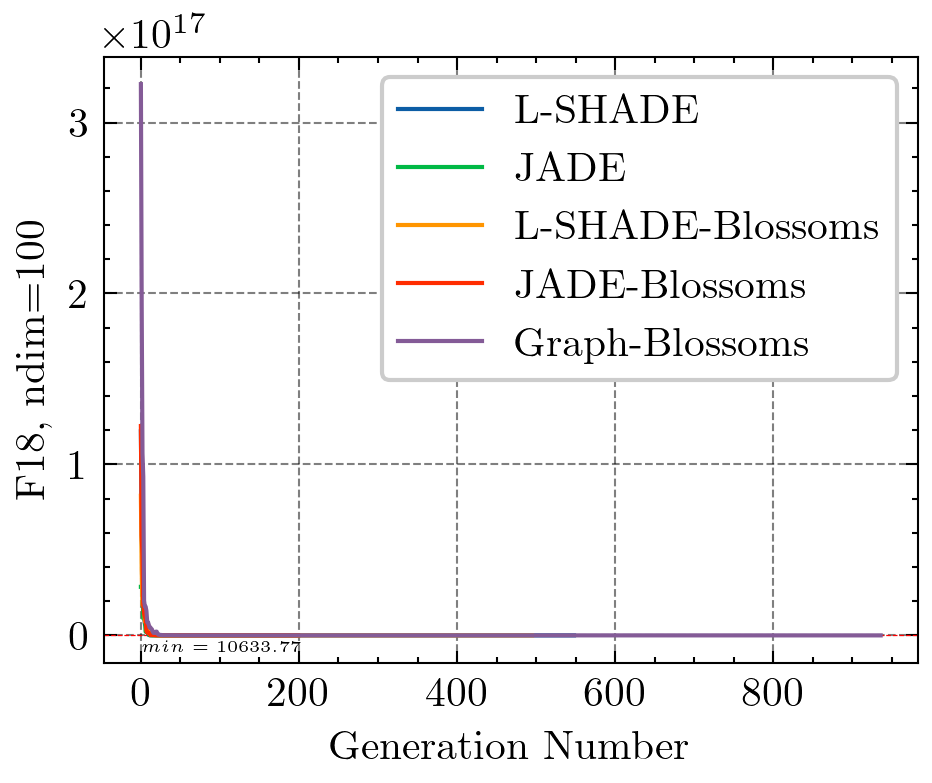 ×10¹⁷
F18, ndim=100
3
2
1
0
L-SHADE
JADE
L-SHADE-Blossoms
JADE-Blossoms
Graph-Blossoms
min = 10633.77
0 200 400 600 800
Generation Number